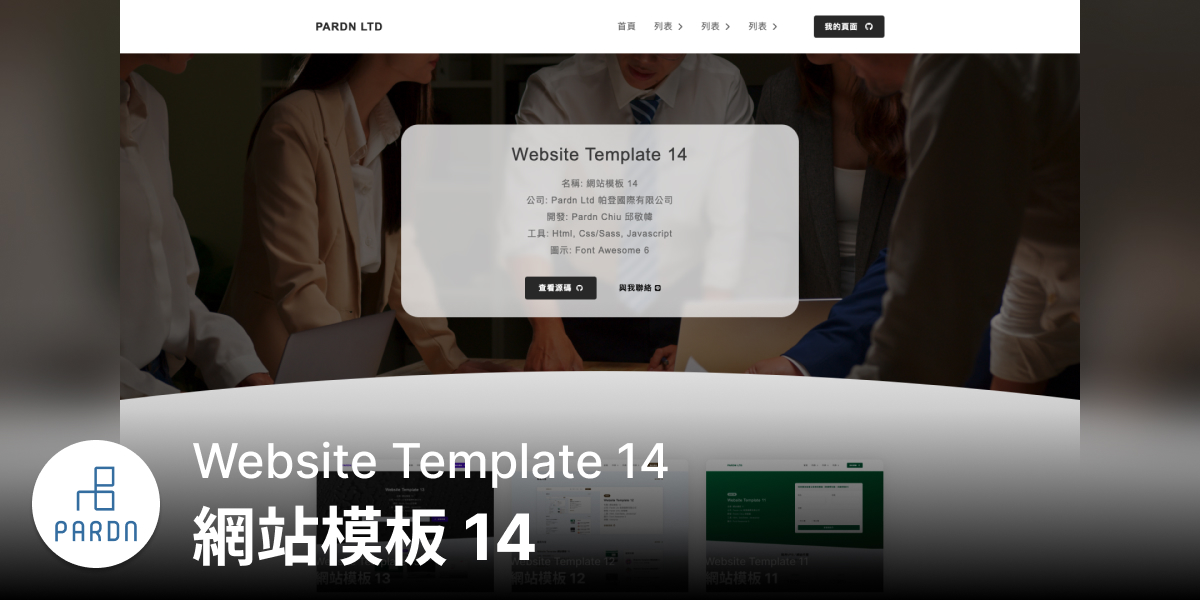 PARDN LTD
首頁 列表 列表 列表 我的頁面
Website Template 14
名稱: 網站模板 14
公司: Pardn Ltd 帕登國際有限公司
開發: Pardn Chiu 邱敬幃
工具: Html, Css/Sass, Javascript
圖示: Font Awesome 6
查看源碼 與我聯絡
Website Template 14
網站模板 14
PARDN
Website Template 12 Website Template 11
網站模板 13 網站模板 12 網站模板 11